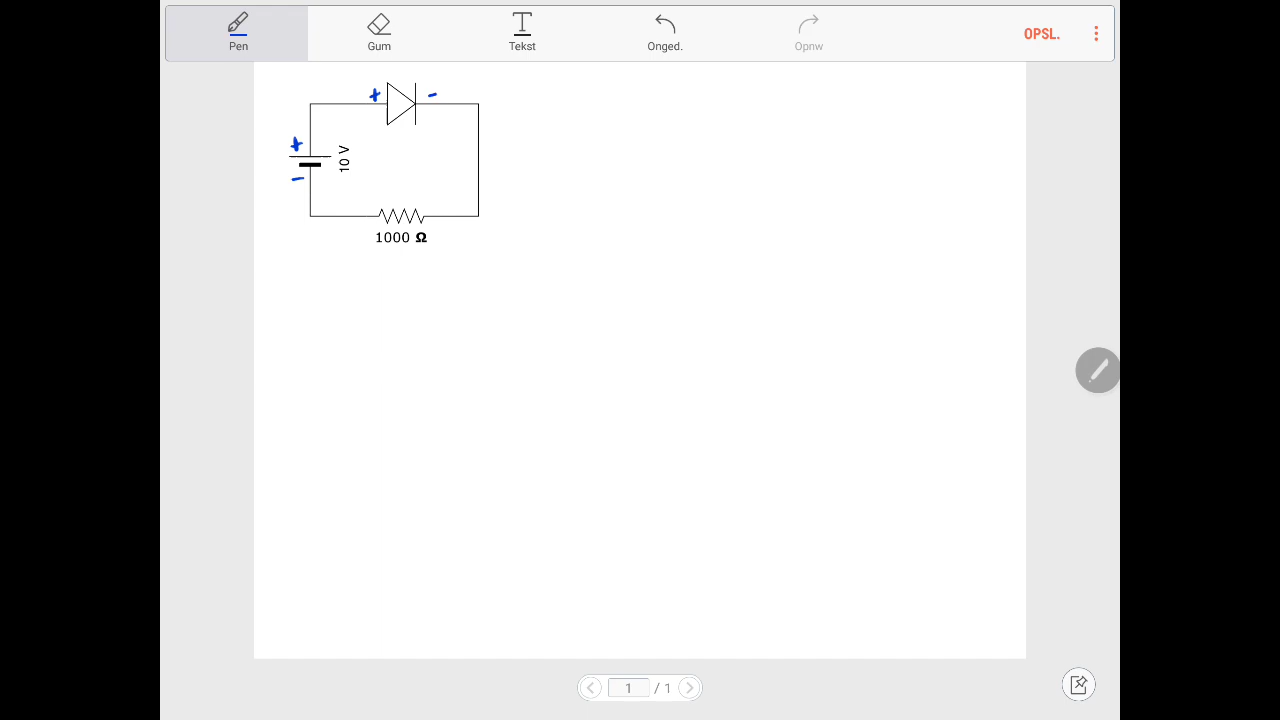 Pen Gum Tekst Onged. Opnw OPSL.
+ -
+
10 V
-
1000 Ω
1 / 1